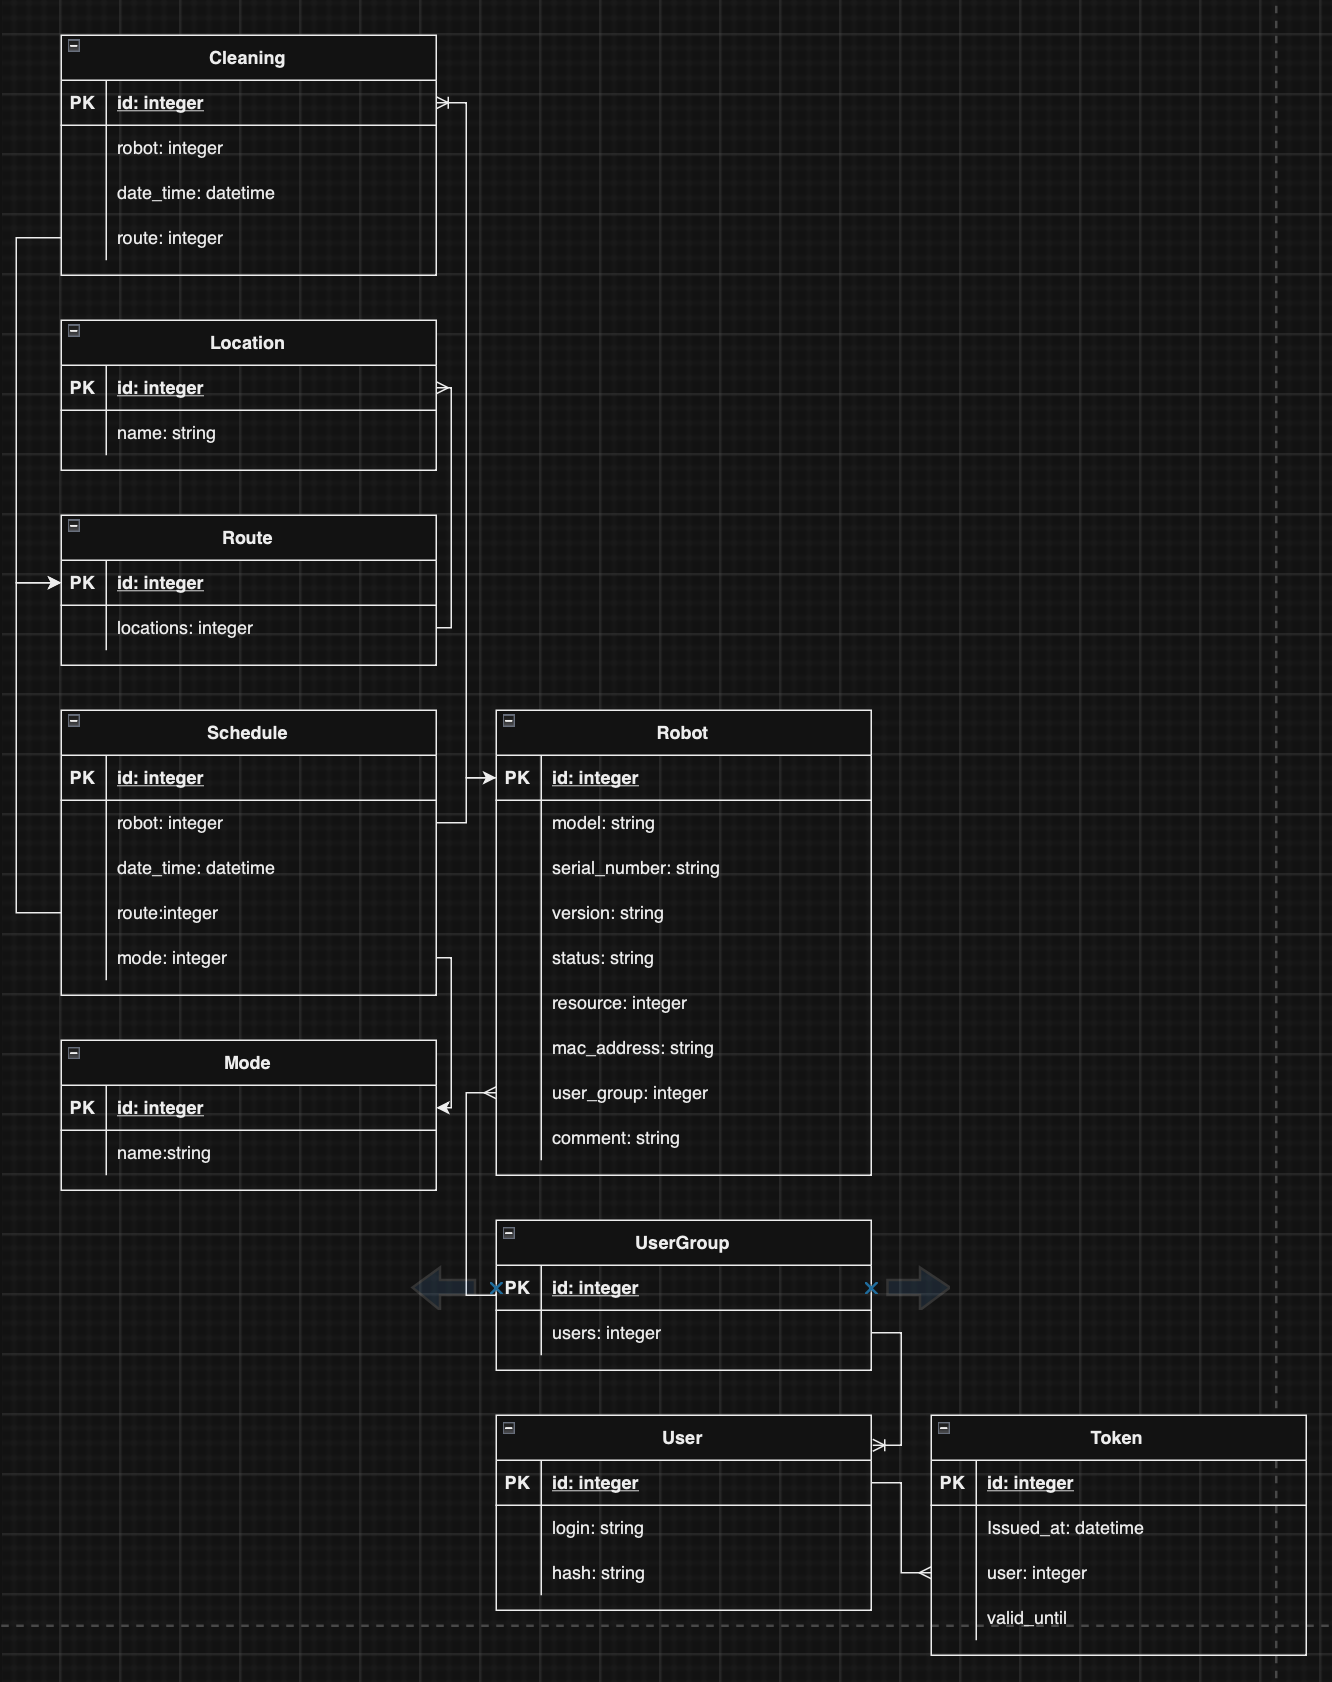 Cleaning
PK id: integer
robot: integer
date_time: datetime
route: integer
Location
PK id: integer
name: string
Route
PK id: integer
locations: integer
Schedule
PK id: integer
robot: integer
date_time: datetime
route:integer
mode: integer
Mode
PK id: integer
name:string
Robot
PK id: integer
model: string
serial_number: string
version: string
status: string
resource: integer
mac_address: string
user_group: integer
comment: string
UserGroup
PK id: integer
users: integer
User
PK id: integer
login: string
hash: string
Token
PK id: integer
Issued_at: datetime
user: integer
valid_until